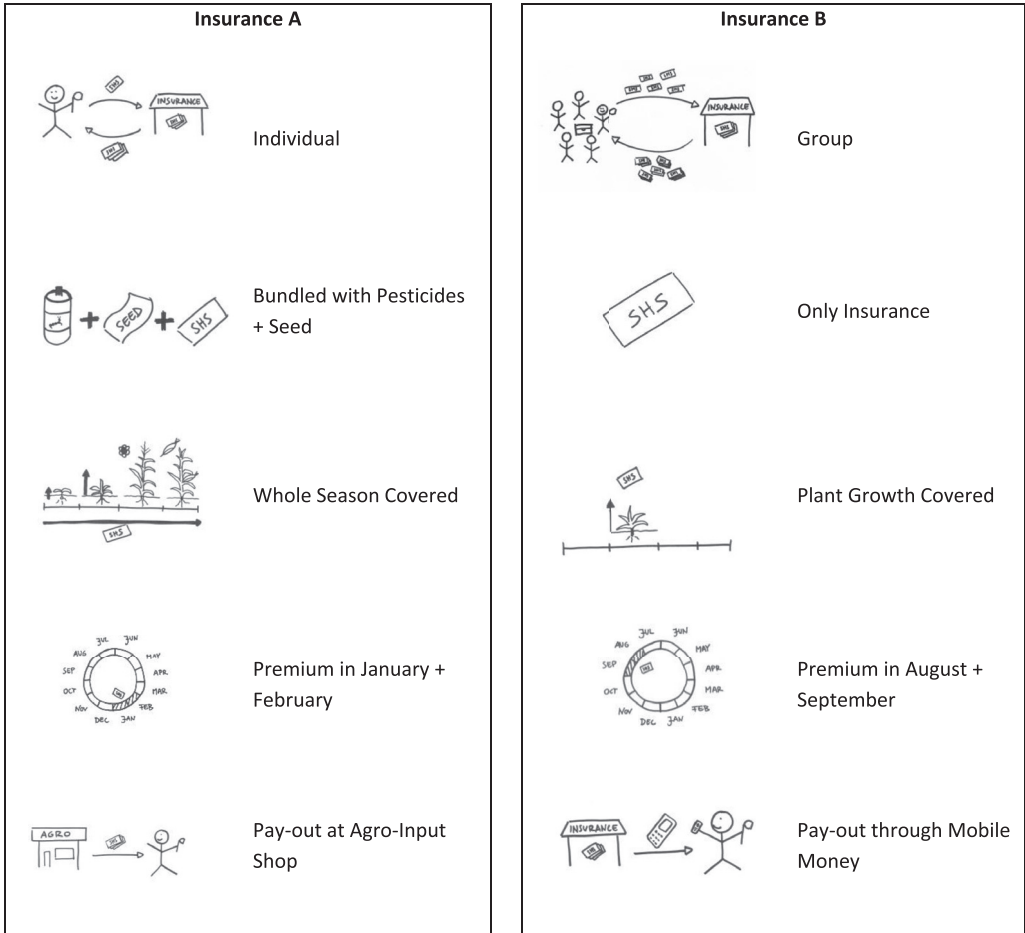 Insurance A
INSURANCE
SHS
Individual
SEED
SHS
Bundled with Pesticides
+ Seed
SHS
Whole Season Covered
JUL JUN
AUG MAY
SEP APR
OCT MAR
NOV FEB
DEC JAN
Premium in January +
February
AGRO
Pay-out at Agro-Input
Shop
Insurance B
INSURANCE
Group
SHS
Only Insurance
SHS
Plant Growth Covered
JUL JUN
AUG MAY
SEP APR
OCT MAR
NOV FEB
DEC JAN
Premium in August +
September
INSURANCE
Pay-out through Mobile
Money